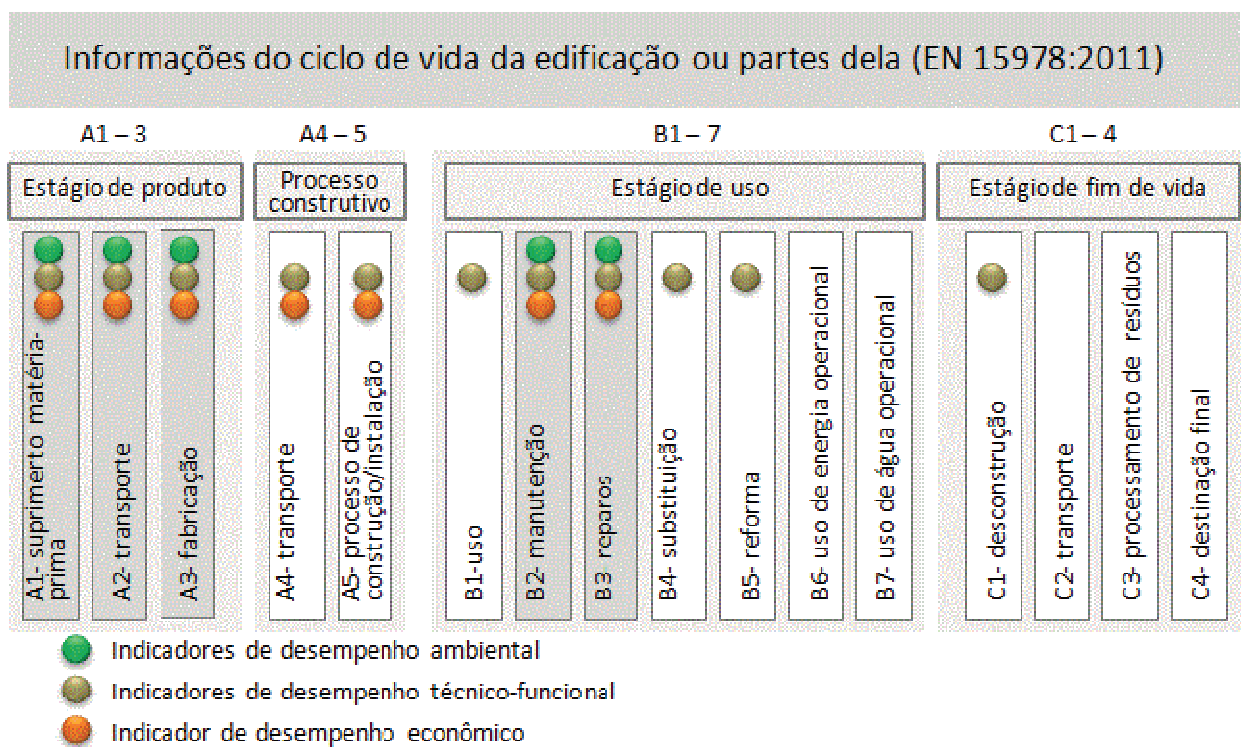 Informações do ciclo de vida da edificação ou partes dela (EN 15978:2011)
A1 – 3
A4 – 5
B1 – 7
C1 – 4
Estágio de produto
Processo
construtivo
Estágio de uso
Estágio de fim de vida
A1- suprimerto matéria-
prima
A2- transporte
A3- fabricação
A4- transporte
A5- processo de
construção/instalação
B1-uso
B2- manutenção
B3- reparos
B4- substituição
B5- reforma
B6- uso de energia operacional
B7- uso de água operacional
C1- desconstrução
C2- transporte
C3- processamento de resíduos
C4- destinação final
Indicadores de desempenho ambiental
Indicadores de desempenho técnico-funcional
Indicador de desempenho econômico